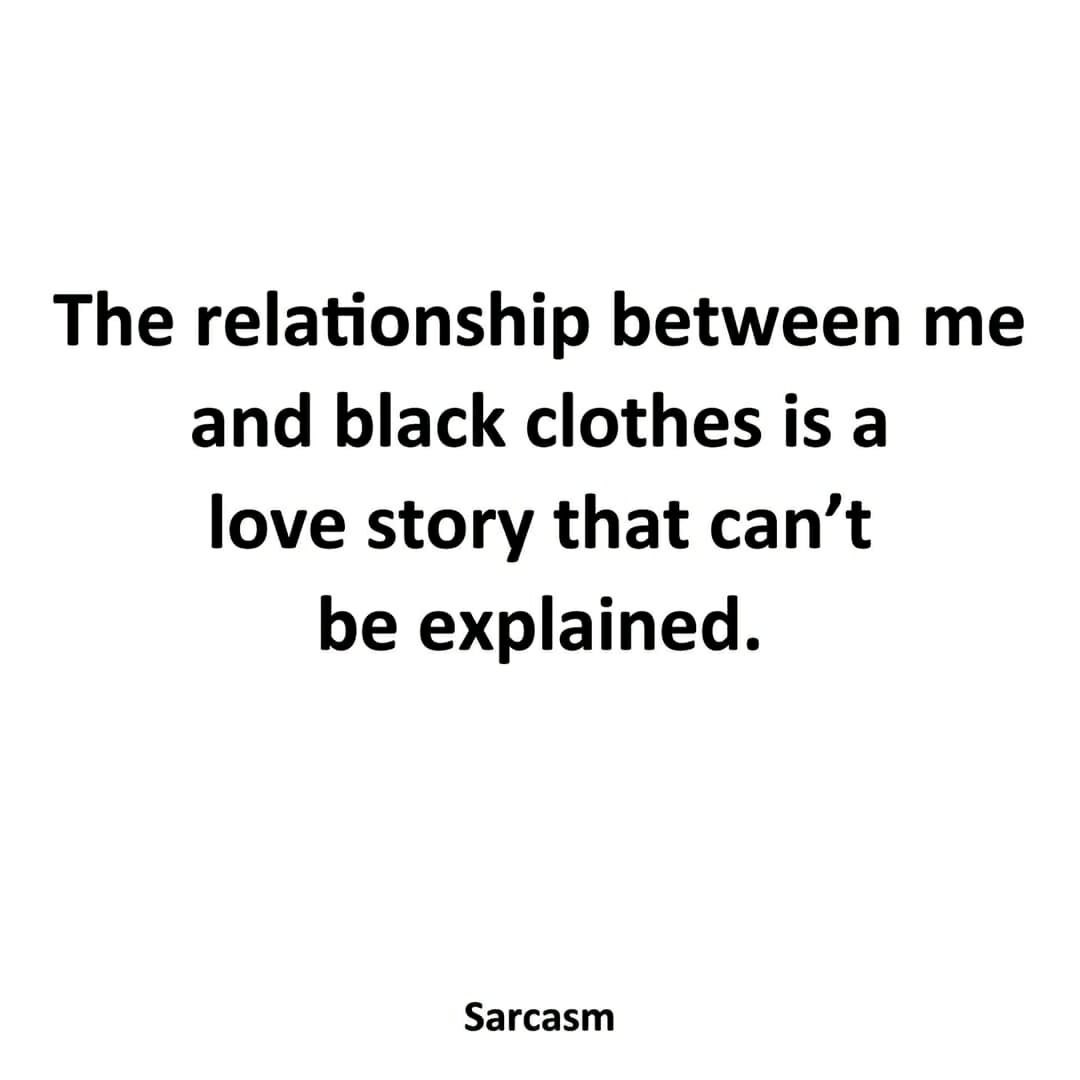 The relationship between me
and black clothes is a
love story that can’t
be explained.
Sarcasm